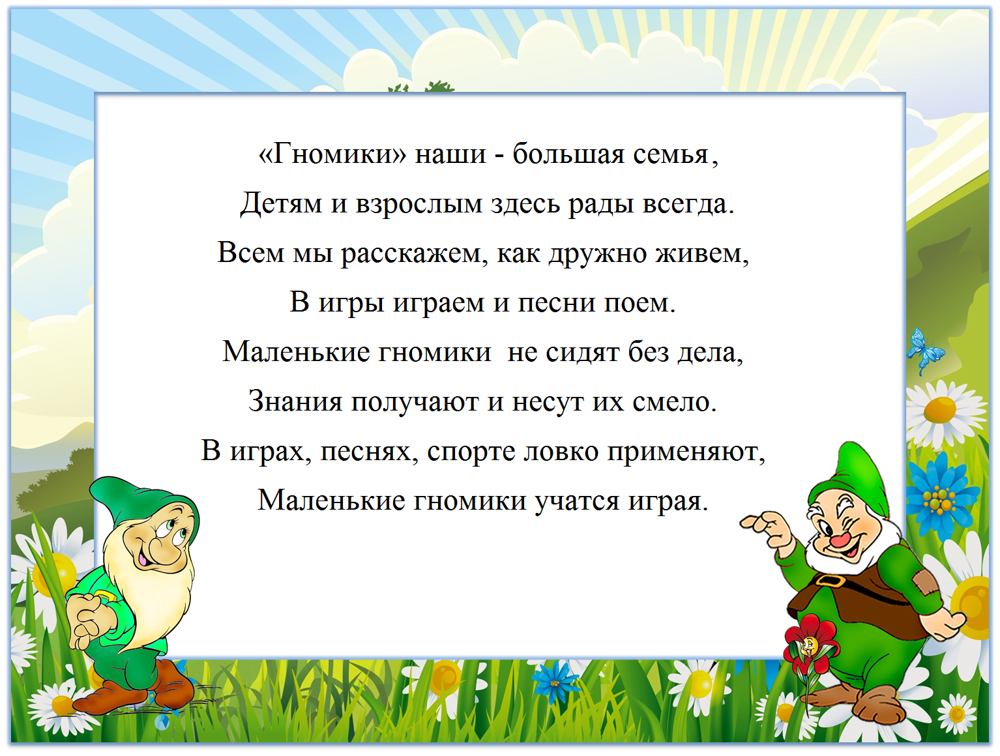 «Гномики» наши - большая семья,
Детям и взрослым здесь рады всегда.
Всем мы расскажем, как дружно живем,
В игры играем и песни поем.
Маленькие гномики  не сидят без дела,
Знания получают и несут их смело.
В играх, песнях, спорте ловко применяют,
Маленькие гномики учатся играя.